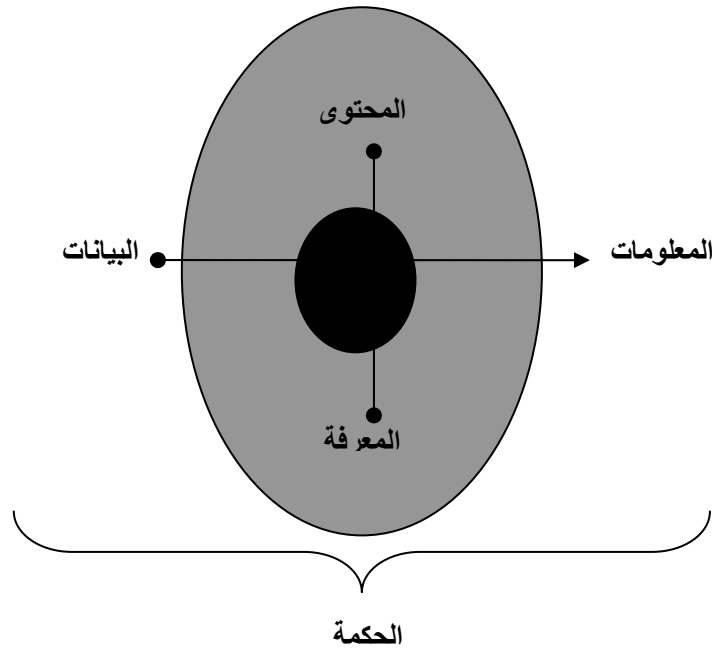 المحتوى
المعلومات
البيانات
المعرفة
الحكمة